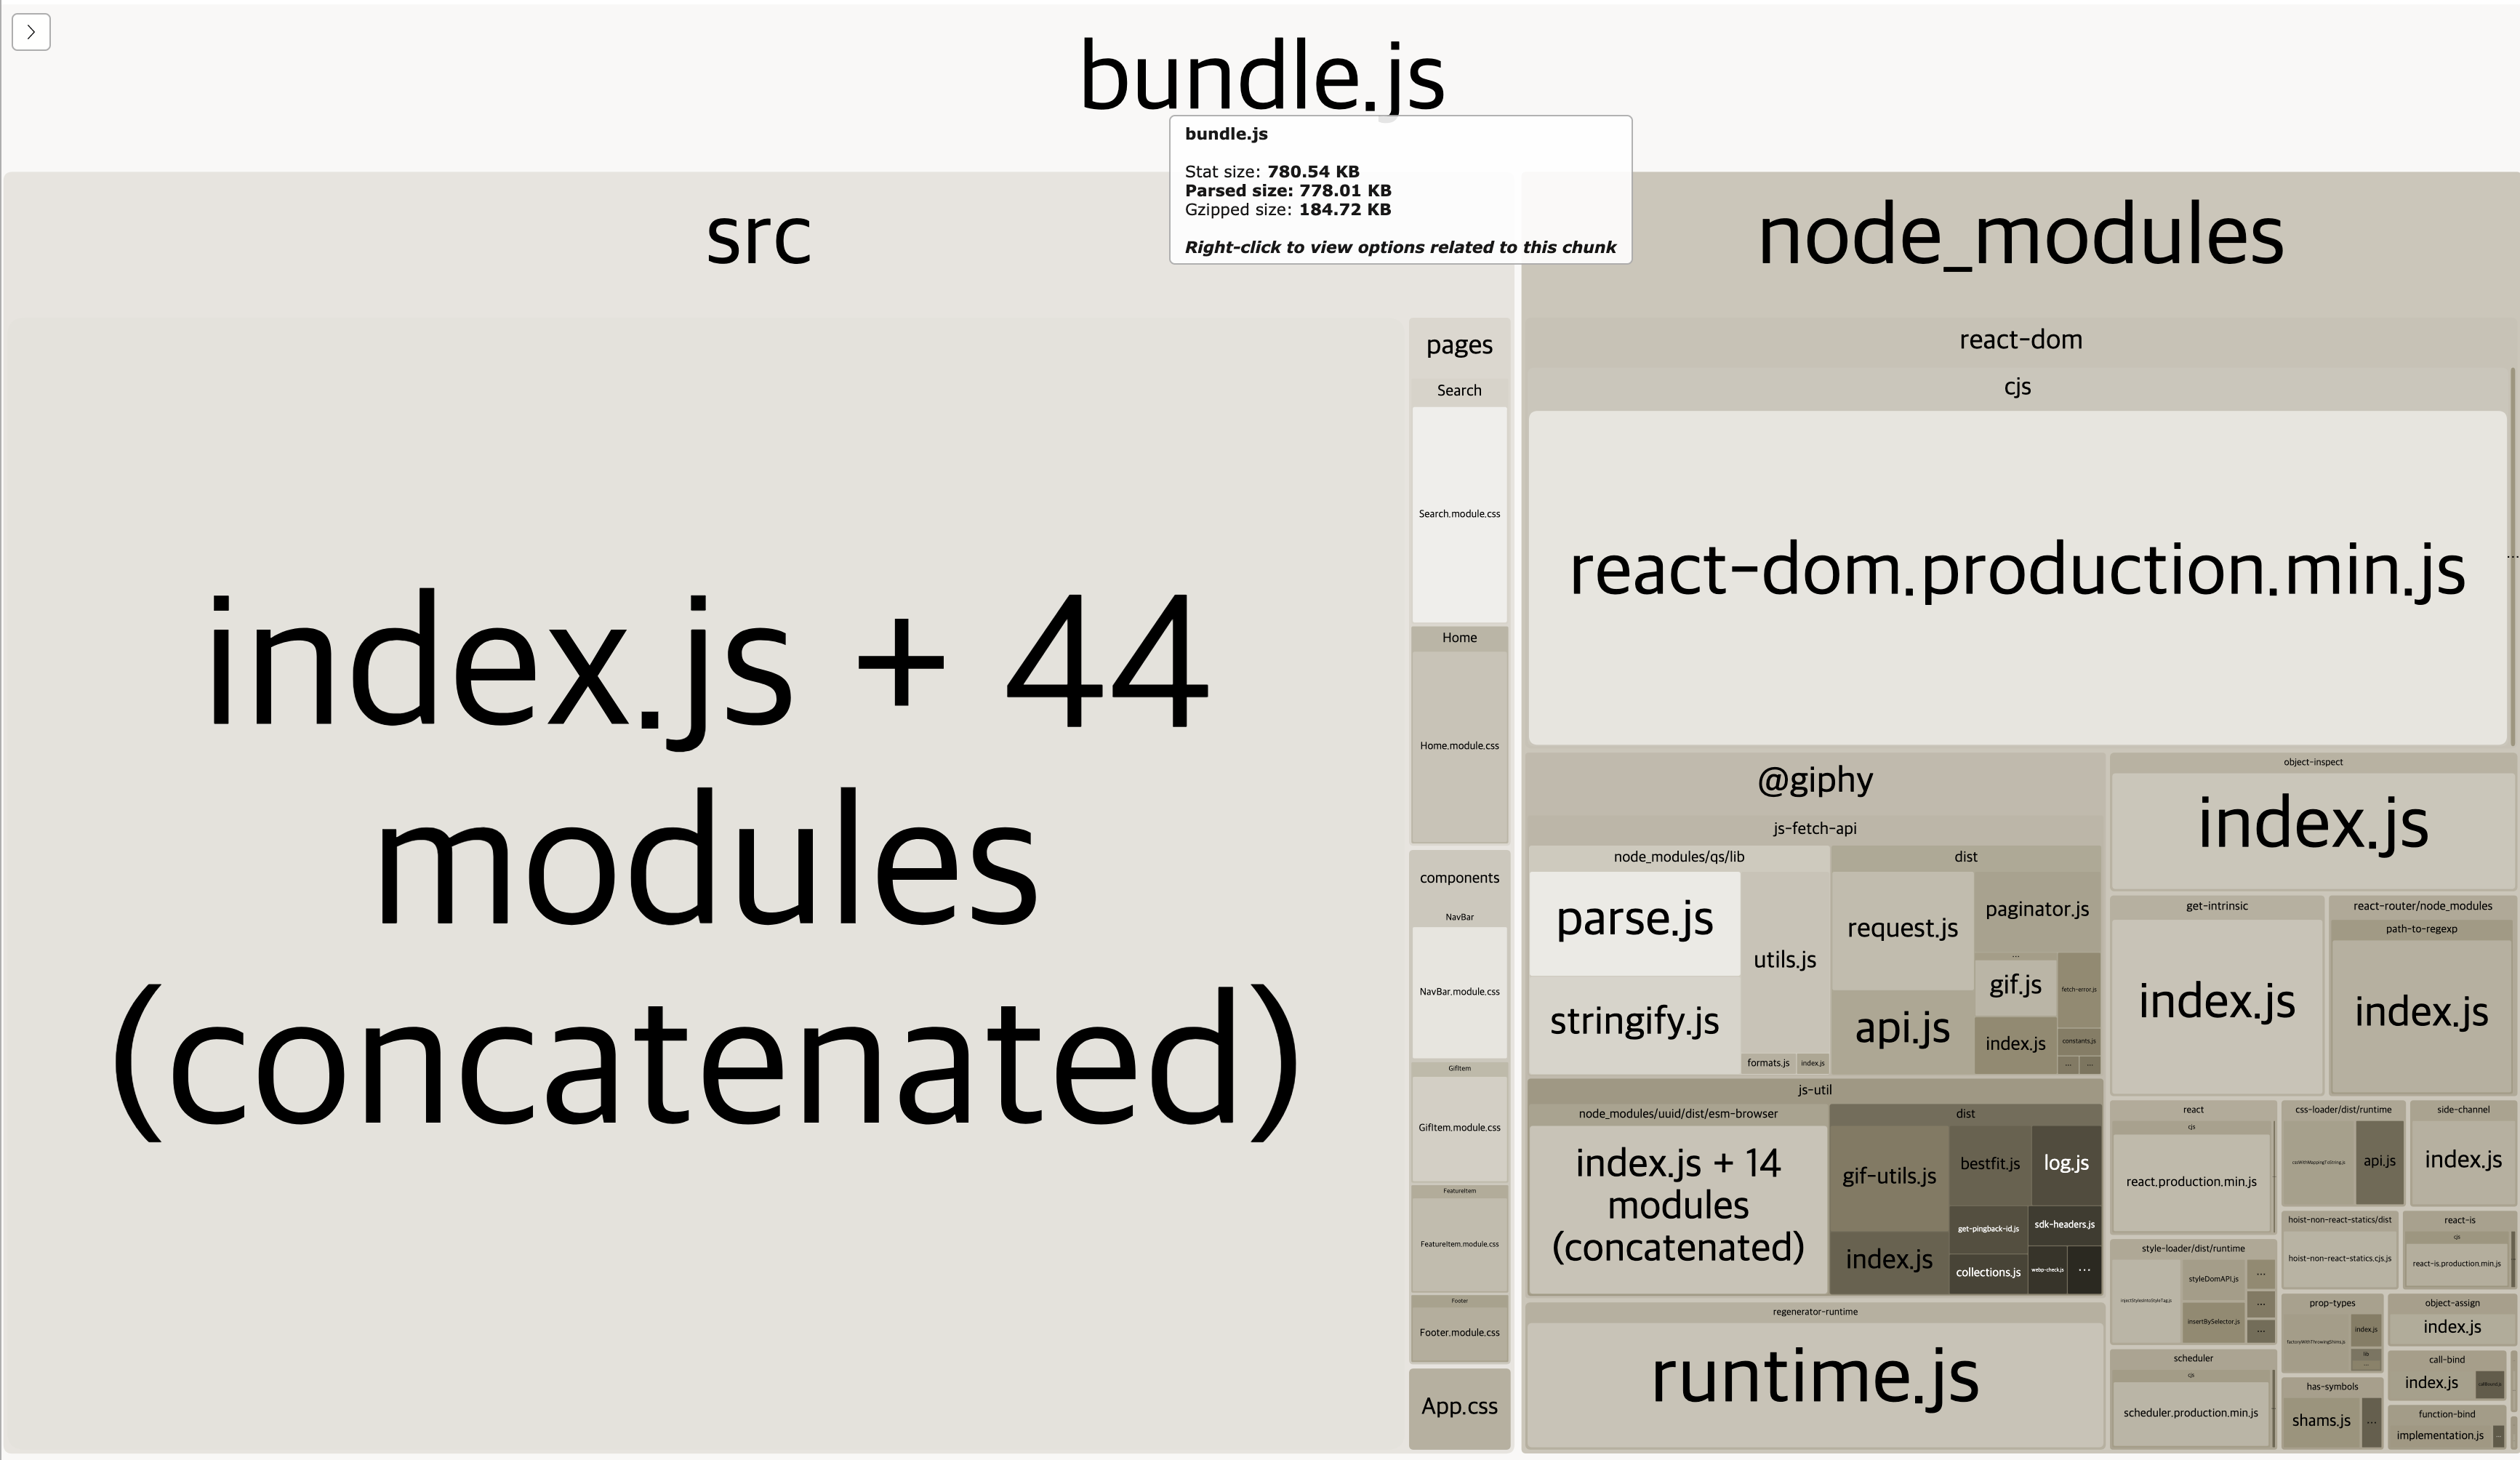 bundle.js
bundle.js
Stat size: 780.54 KB
Parsed size: 778.01 KB
Gzipped size: 184.72 KB
Right-click to view options related to this chunk
src
index.js + 44
modules
(concatenated)
pages
Search
Search.module.css
Home
Home.module.css
components
NavBar
NavBar.module.css
GifItem
GifItem.module.css
FeatureItem
FeatureItem.module.css
Footer
Footer.module.css
App.css
node_modules
react-dom
cjs
react-dom.production.min.js
...
@giphy
js-fetch-api
node_modules/qs/lib
parse.js
stringify.js
utils.js
formats.js
index.js
dist
request.js
api.js
paginator.js
...
gif.js
index.js
fetch-error.js
constants.js
...
...
js-util
node_modules/uuid/dist/esm-browser
index.js + 14
modules
(concatenated)
dist
gif-utils.js
index.js
bestfit.js
log.js
get-pingback-id.js
sdk-headers.js
collections.js
webp-check.js
...
regenerator-runtime
runtime.js
object-inspect
index.js
get-intrinsic
index.js
react-router/node_modules
path-to-regexp
index.js
react
cjs
react.production.min.js
css-loader/dist/runtime
cssWithMappingToString.js
api.js
side-channel
index.js
style-loader/dist/runtime
injectStylesIntoStyleTag.js
styleDomAPI.js
insertBySelector.js
...
...
...
hoist-non-react-statics/dist
hoist-non-react-statics.cjs.js
react-is
cjs
react-is.production.min.js
scheduler
cjs
scheduler.production.min.js
prop-types
factoryWithThrowingShims.js
index.js
lib
...
object-assign
index.js
call-bind
index.js
callBound.js
has-symbols
shams.js
...
function-bind
implementation.js
...